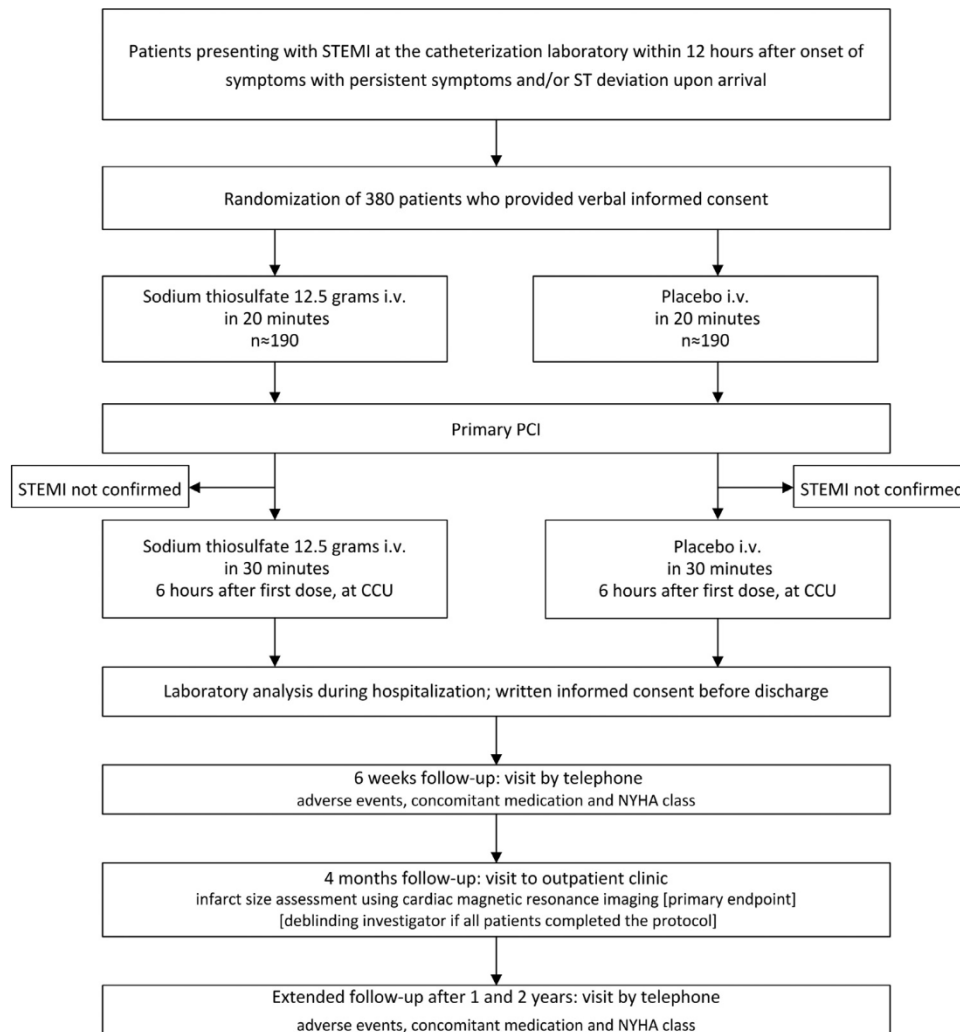 Patients presenting with STEMI at the catheterization laboratory within 12 hours after onset of
symptoms with persistent symptoms and/or ST deviation upon arrival
Randomization of 380 patients who provided verbal informed consent
Sodium thiosulfate 12.5 grams i.v.
in 20 minutes
n≈190
Placebo i.v.
in 20 minutes
n≈190
Primary PCI
STEMI not confirmed
STEMI not confirmed
Sodium thiosulfate 12.5 grams i.v.
in 30 minutes
6 hours after first dose, at CCU
Placebo i.v.
in 30 minutes
6 hours after first dose, at CCU
Laboratory analysis during hospitalization; written informed consent before discharge
6 weeks follow-up: visit by telephone
adverse events, concomitant medication and NYHA class
4 months follow-up: visit to outpatient clinic
infarct size assessment using cardiac magnetic resonance imaging [primary endpoint]
[deblinding investigator if all patients completed the protocol]
Extended follow-up after 1 and 2 years: visit by telephone
adverse events, concomitant medication and NYHA class